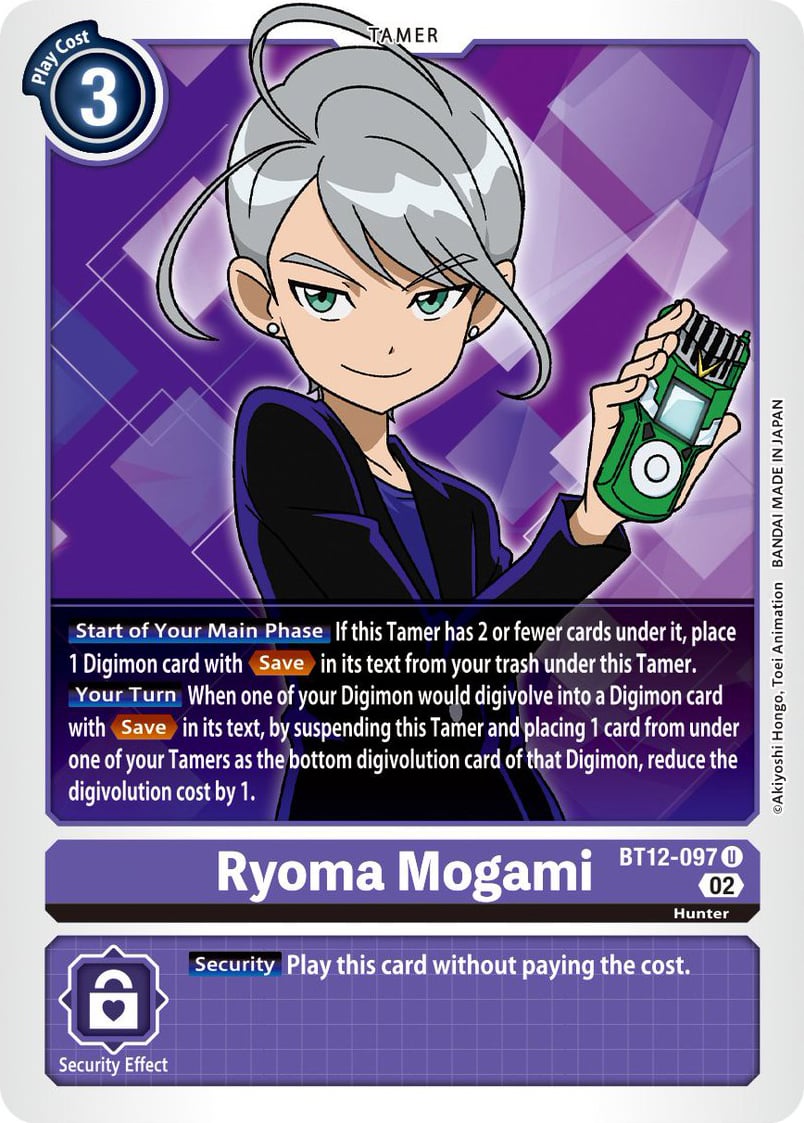 TAMER
Play Cost
3
Start of Your Main Phase If this Tamer has 2 or fewer cards under it, place
1 Digimon card with Save in its text from your trash under this Tamer.
Your Turn When one of your Digimon would digivolve into a Digimon card
with Save in its text, by suspending this Tamer and placing 1 card from under
one of your Tamers as the bottom digivolution card of that Digimon, reduce the
digivolution cost by 1.
©Akiyoshi Hongo, Toei Animation BANDAI MADE IN JAPAN
Ryoma Mogami
BT12-097 U
02
Hunter
Security Play this card without paying the cost.
Security Effect